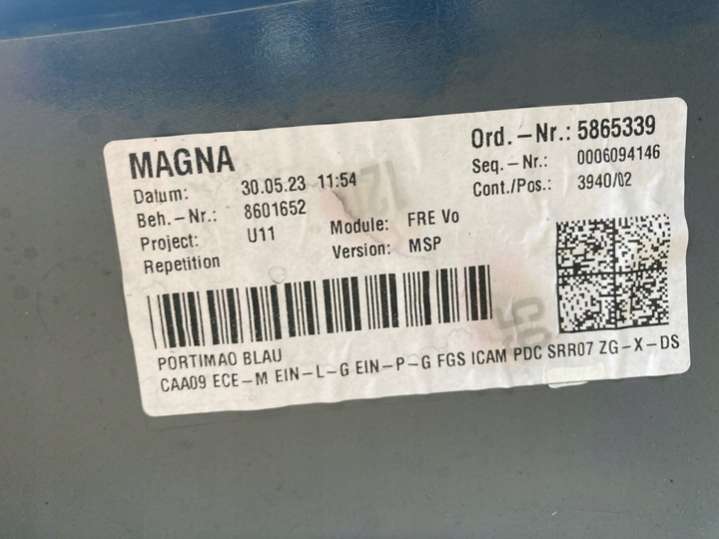 MAGNA
Ord.-Nr.: 5865339
Datum: 30.05.23 11:54
Seq.-Nr.: 0006094146
Beh.-Nr.: 8601652
Cont./Pos.: 3940/02
Project: U11
Module: FRE Vo
Repetition
Version: MSP
PORTIMAO BLAU
CAA09 ECE-M EIN-L-G EIN-P-G FGS ICAM PDC SRR07 ZG-X-DS